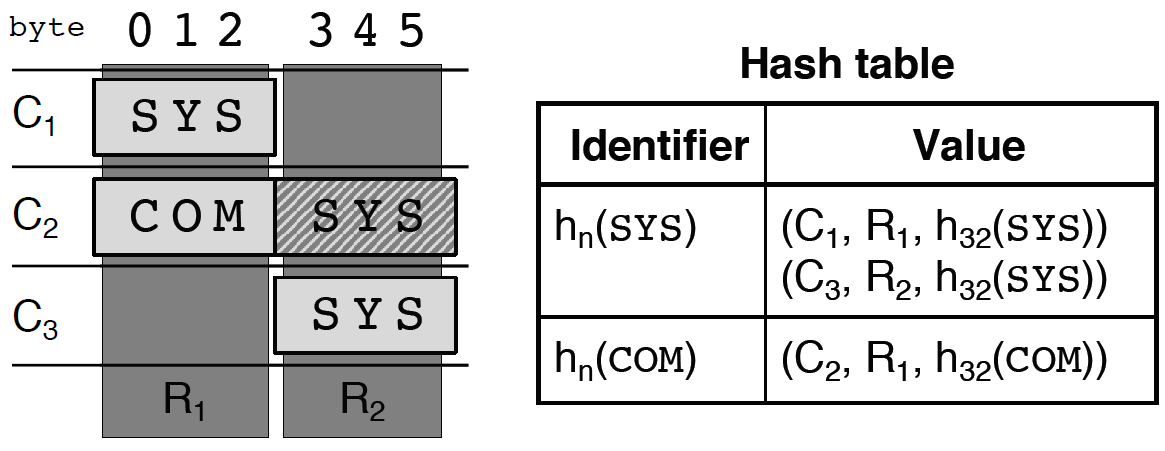 byte 0 1 2 3 4 5
C₁ S Y S
C₂ C O M S Y S
C₃ S Y S
R₁ R₂
Hash table
Identifier Value
hₙ(SYS) (C₁, R₁, h₃₂(SYS))
(C₃, R₂, h₃₂(SYS))
hₙ(COM) (C₂, R₁, h₃₂(COM))